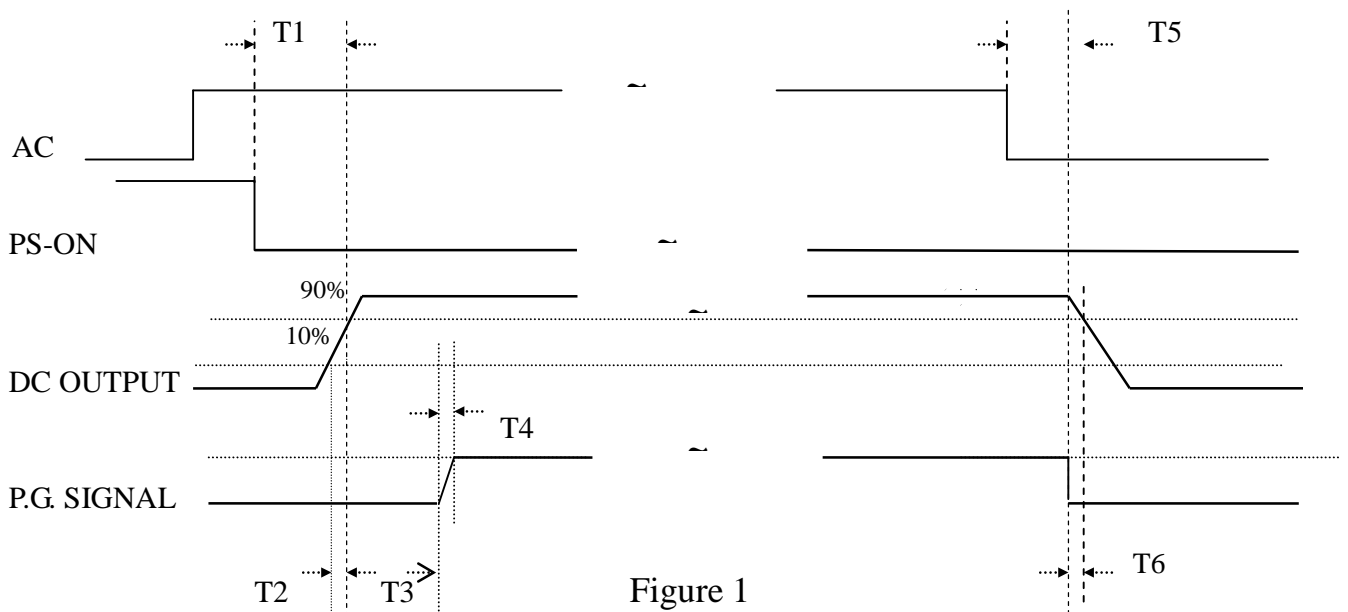 T1 T5
~
AC
PS-ON ~
90%
~
10%
DC OUTPUT
T4
~
P.G. SIGNAL
T2 T3 T6
Figure 1